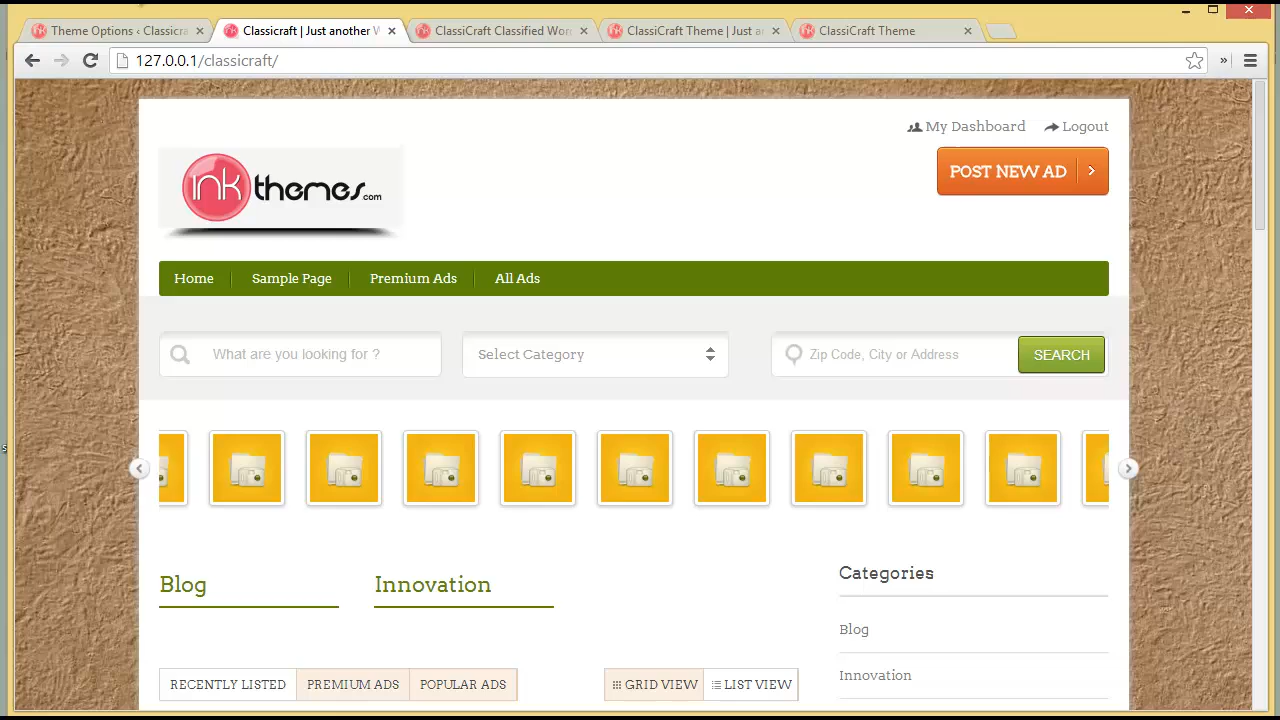 Theme Options ‹ Classicra
Classicraft | Just another W
ClassiCraft Classified Wor
ClassiCraft Theme | Just an
ClassiCraft Theme
127.0.0.1/classicraft/
My Dashboard
Logout
inkthemes.com
POST NEW AD
Home
Sample Page
Premium Ads
All Ads
What are you looking for ?
Select Category
Zip Code, City or Address
SEARCH
Blog
Innovation
Categories
Blog
Innovation
RECENTLY LISTED
PREMIUM ADS
POPULAR ADS
GRID VIEW
LIST VIEW